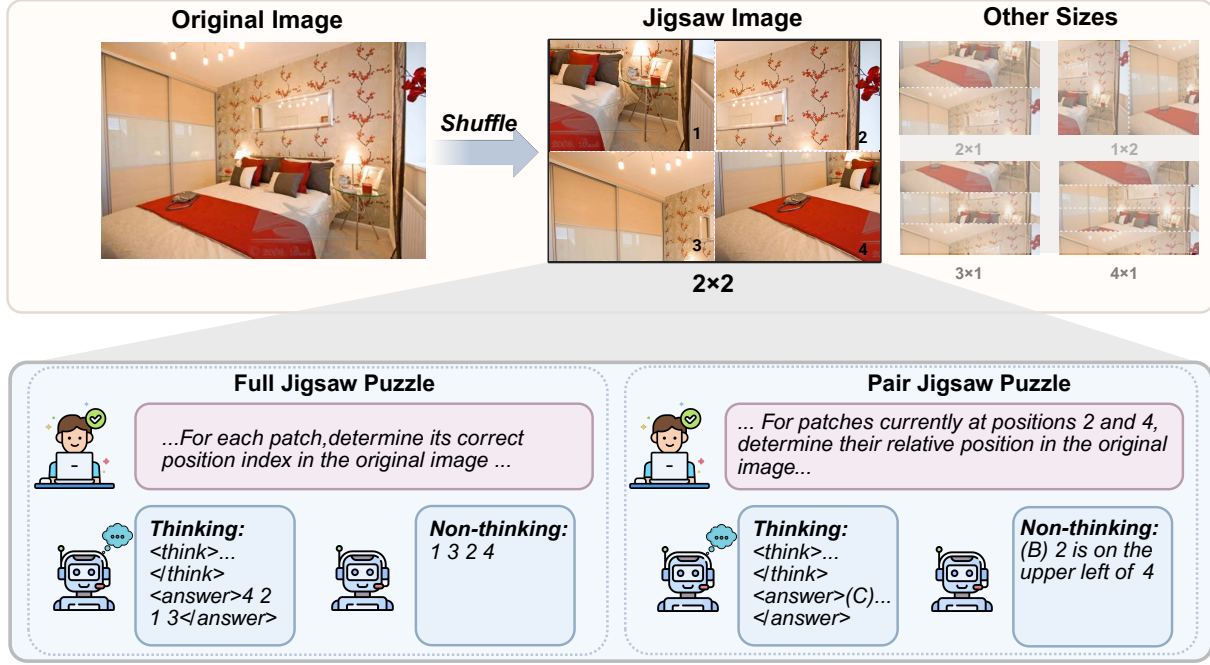 Original Image
Jigsaw Image
Other Sizes
Shuffle
1
2
3
4
2×2
2×1
1×2
3×1
4×1
Full Jigsaw Puzzle
...For each patch,determine its correct
position index in the original image ...
Thinking:
<think>...
</think>
<answer>4 2
1 3</answer>
Non-thinking:
1 3 2 4
Pair Jigsaw Puzzle
... For patches currently at positions 2 and 4,
determine their relative position in the original
image...
Thinking:
<think>...
</think>
<answer>(C)...
</answer>
Non-thinking:
(B) 2 is on the
upper left of 4